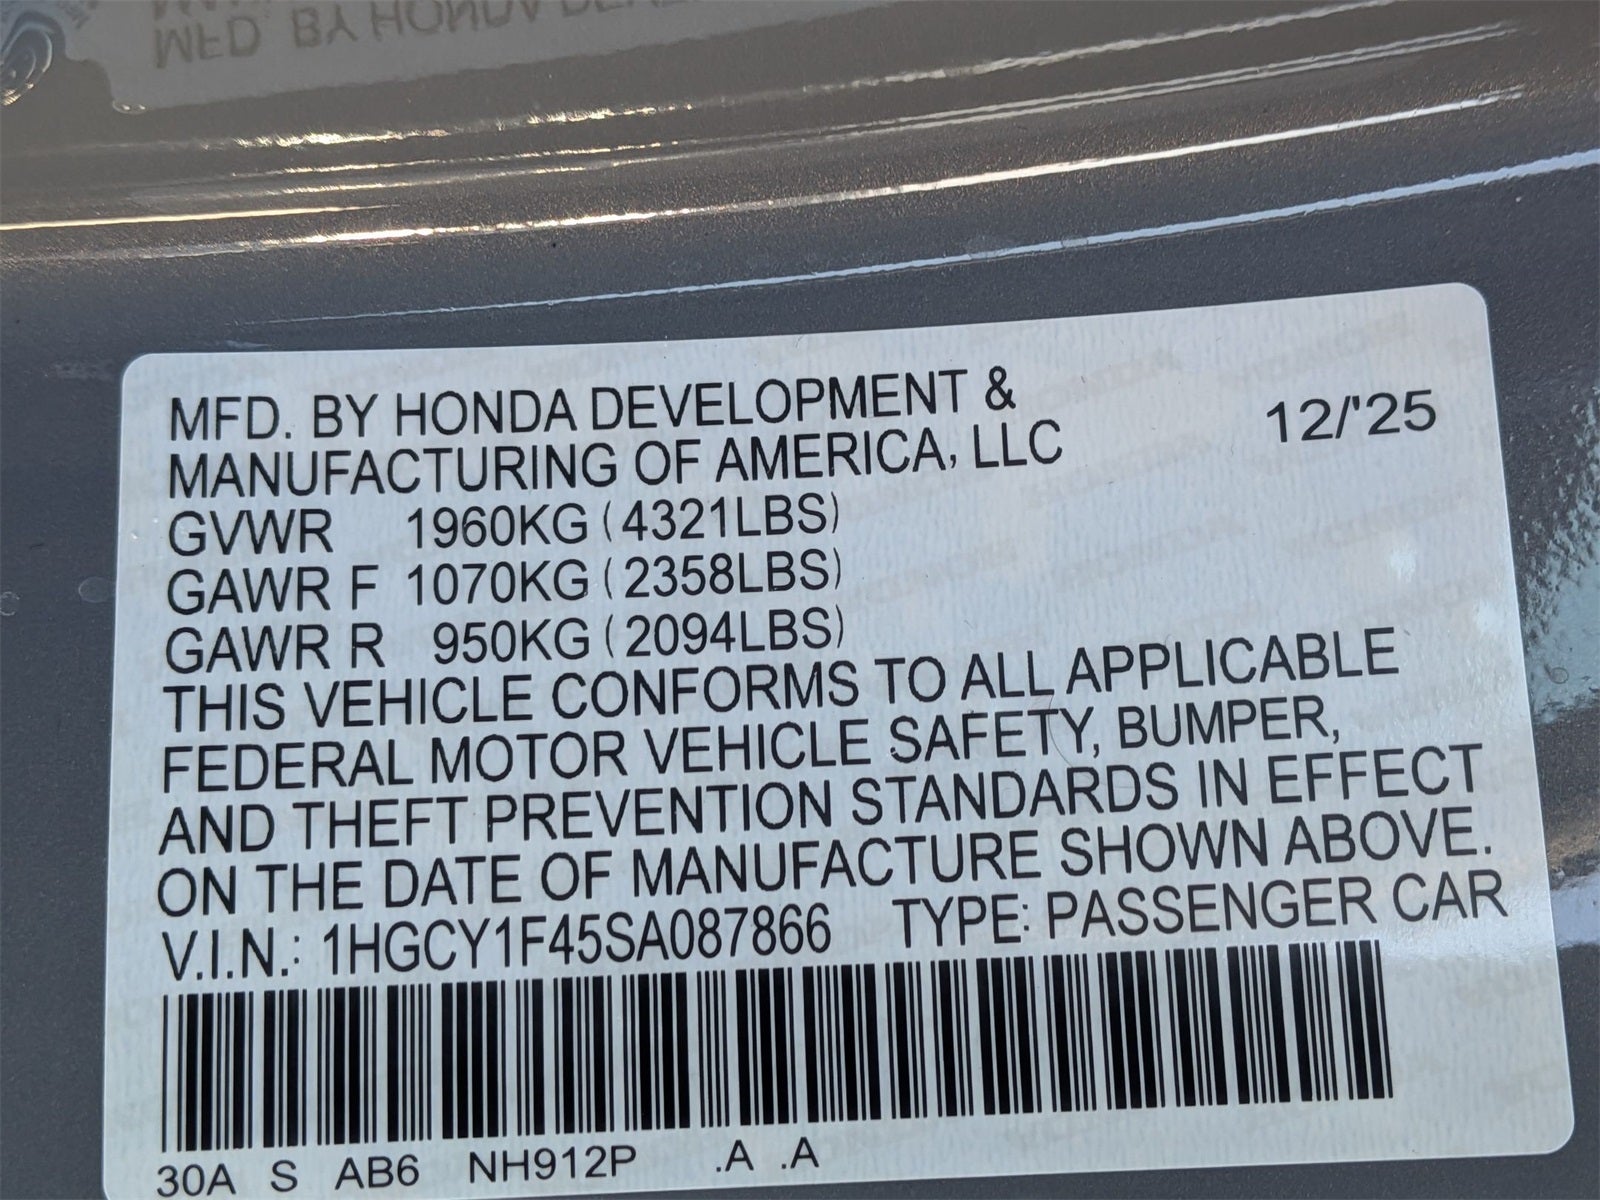 MFD. BY HONDA DEVELOPMENT &
MANUFACTURING OF AMERICA, LLC
12/'25
GVWR 1960KG (4321LBS)
GAWR F 1070KG (2358LBS)
GAWR R 950KG (2094LBS)
THIS VEHICLE CONFORMS TO ALL APPLICABLE
FEDERAL MOTOR VEHICLE SAFETY, BUMPER,
AND THEFT PREVENTION STANDARDS IN EFFECT
ON THE DATE OF MANUFACTURE SHOWN ABOVE.
V.I.N.: 1HGCY1F45SA087866 TYPE: PASSENGER CAR
30A S AB6 NH912P .A .A